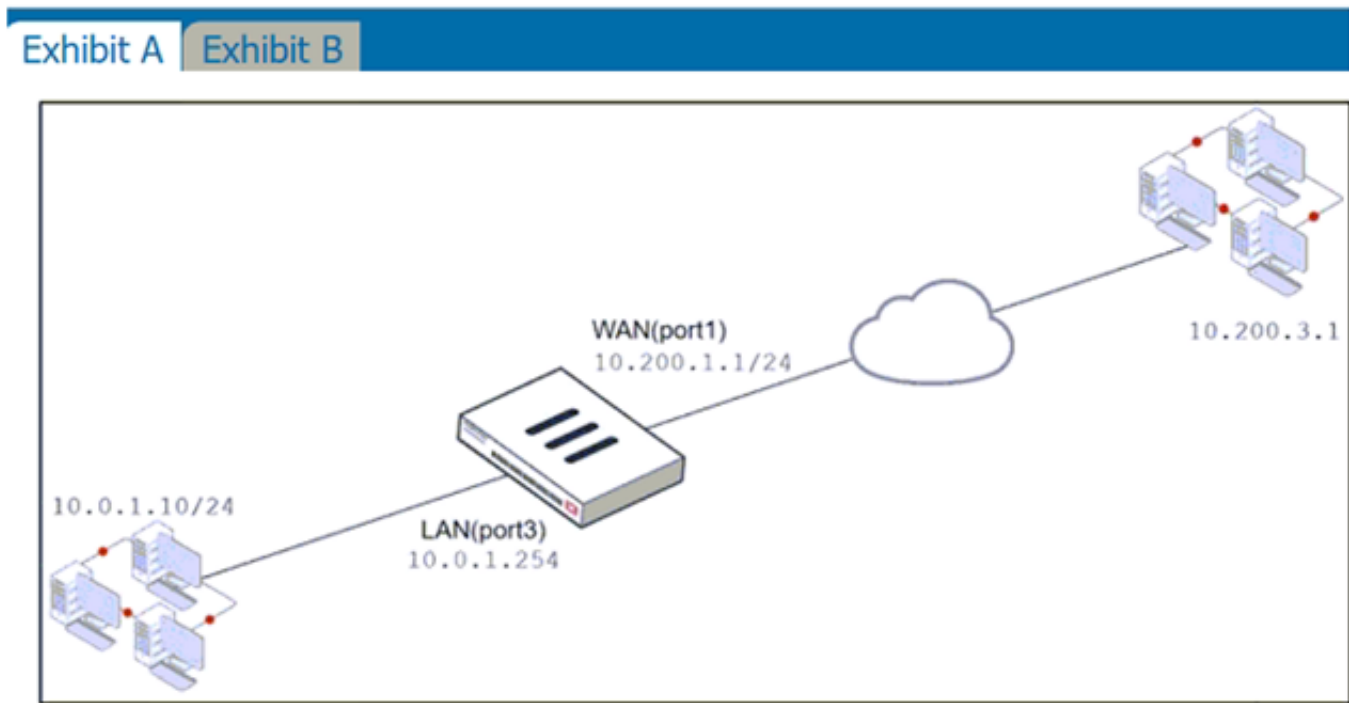 Exhibit A
Exhibit B
WAN(port1)
10.200.1.1/24
10.200.3.1
10.0.1.10/24
LAN(port3)
10.0.1.254